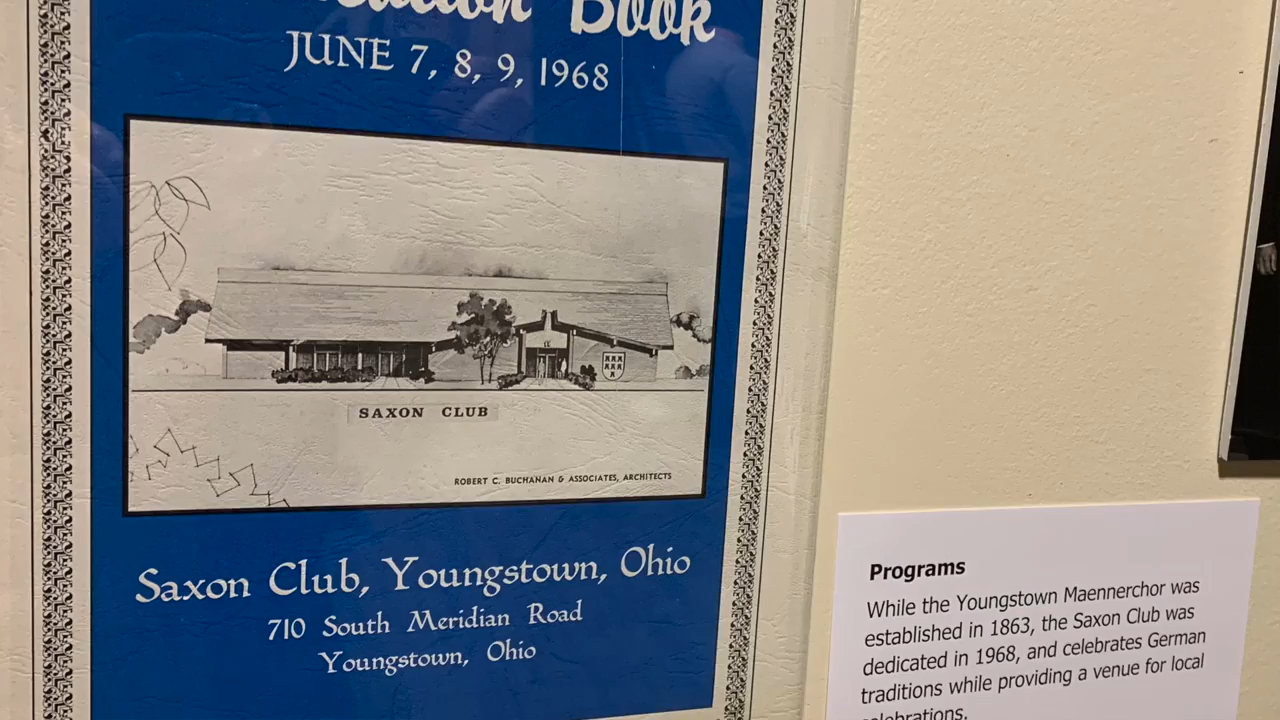 Book
JUNE 7, 8, 9, 1968
SAXON CLUB
ROBERT C. BUCHANAN & ASSOCIATES, ARCHITECTS
Saxon Club, Youngstown, Ohio
710 South Meridian Road
Youngstown, Ohio
Programs
While the Youngstown Maennerchor was
established in 1863, the Saxon Club was
dedicated in 1968, and celebrates German
traditions while providing a venue for local
celebrations.